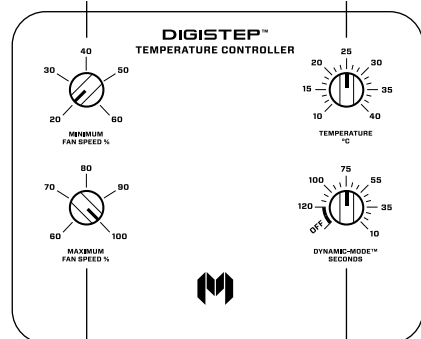 DIGISTEP™
TEMPERATURE CONTROLLER
40
30 50
20 60
MINIMUM
FAN SPEED %
25
20 30
15 35
10 40
TEMPERATURE
°C
80
70 90
60 100
MAXIMUM
FAN SPEED %
75
100 55
120 35
OFF 10
DYNAMIC-MODE™
SECONDS